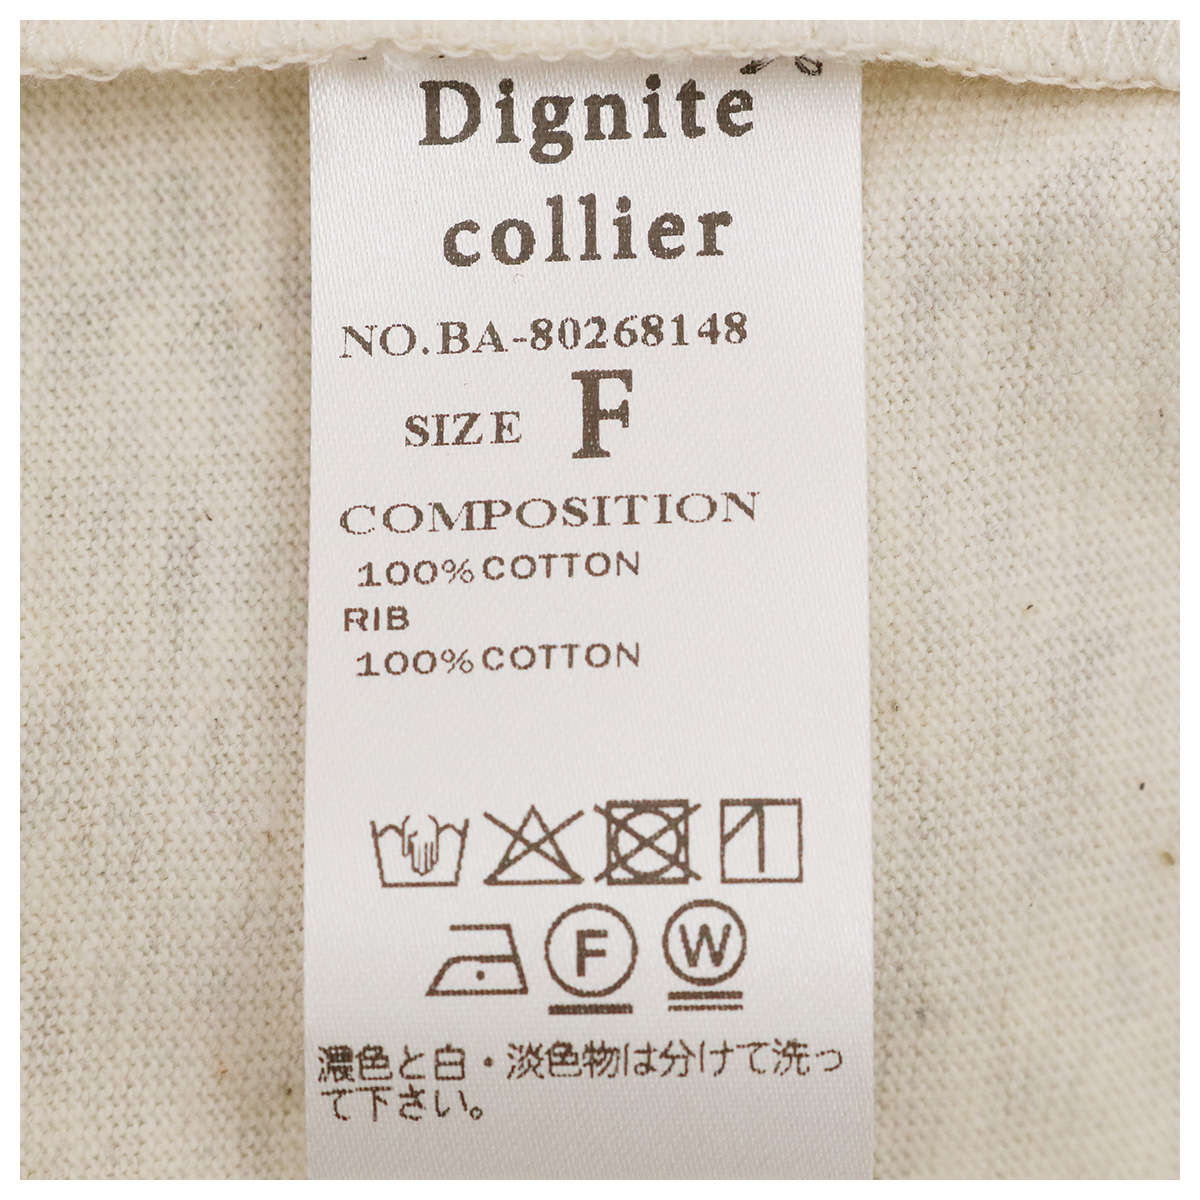 Dignite
collier
NO.BA-80268148
SIZE F
COMPOSITION
100%COTTON
RIB
100%COTTON
F
W
濃色と白・淡色物は分けて洗っ
て下さい。